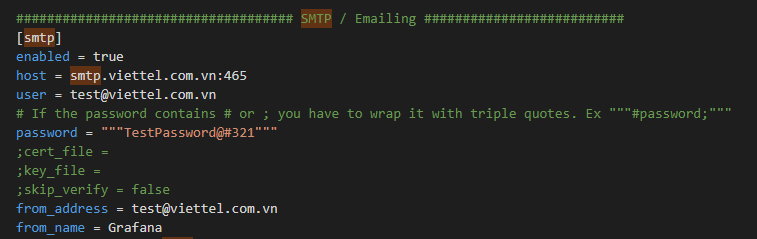 ################################### SMTP / Emailing ##########################
[smtp]
enabled = true
host = smtp.viettel.com.vn:465
user = test@viettel.com.vn
# If the password contains # or ; you have to wrap it with triple quotes. Ex """#password;"""
password = """TestPassword@#321"""
;cert_file =
;key_file =
;skip_verify = false
from_address = test@viettel.com.vn
from_name = Grafana